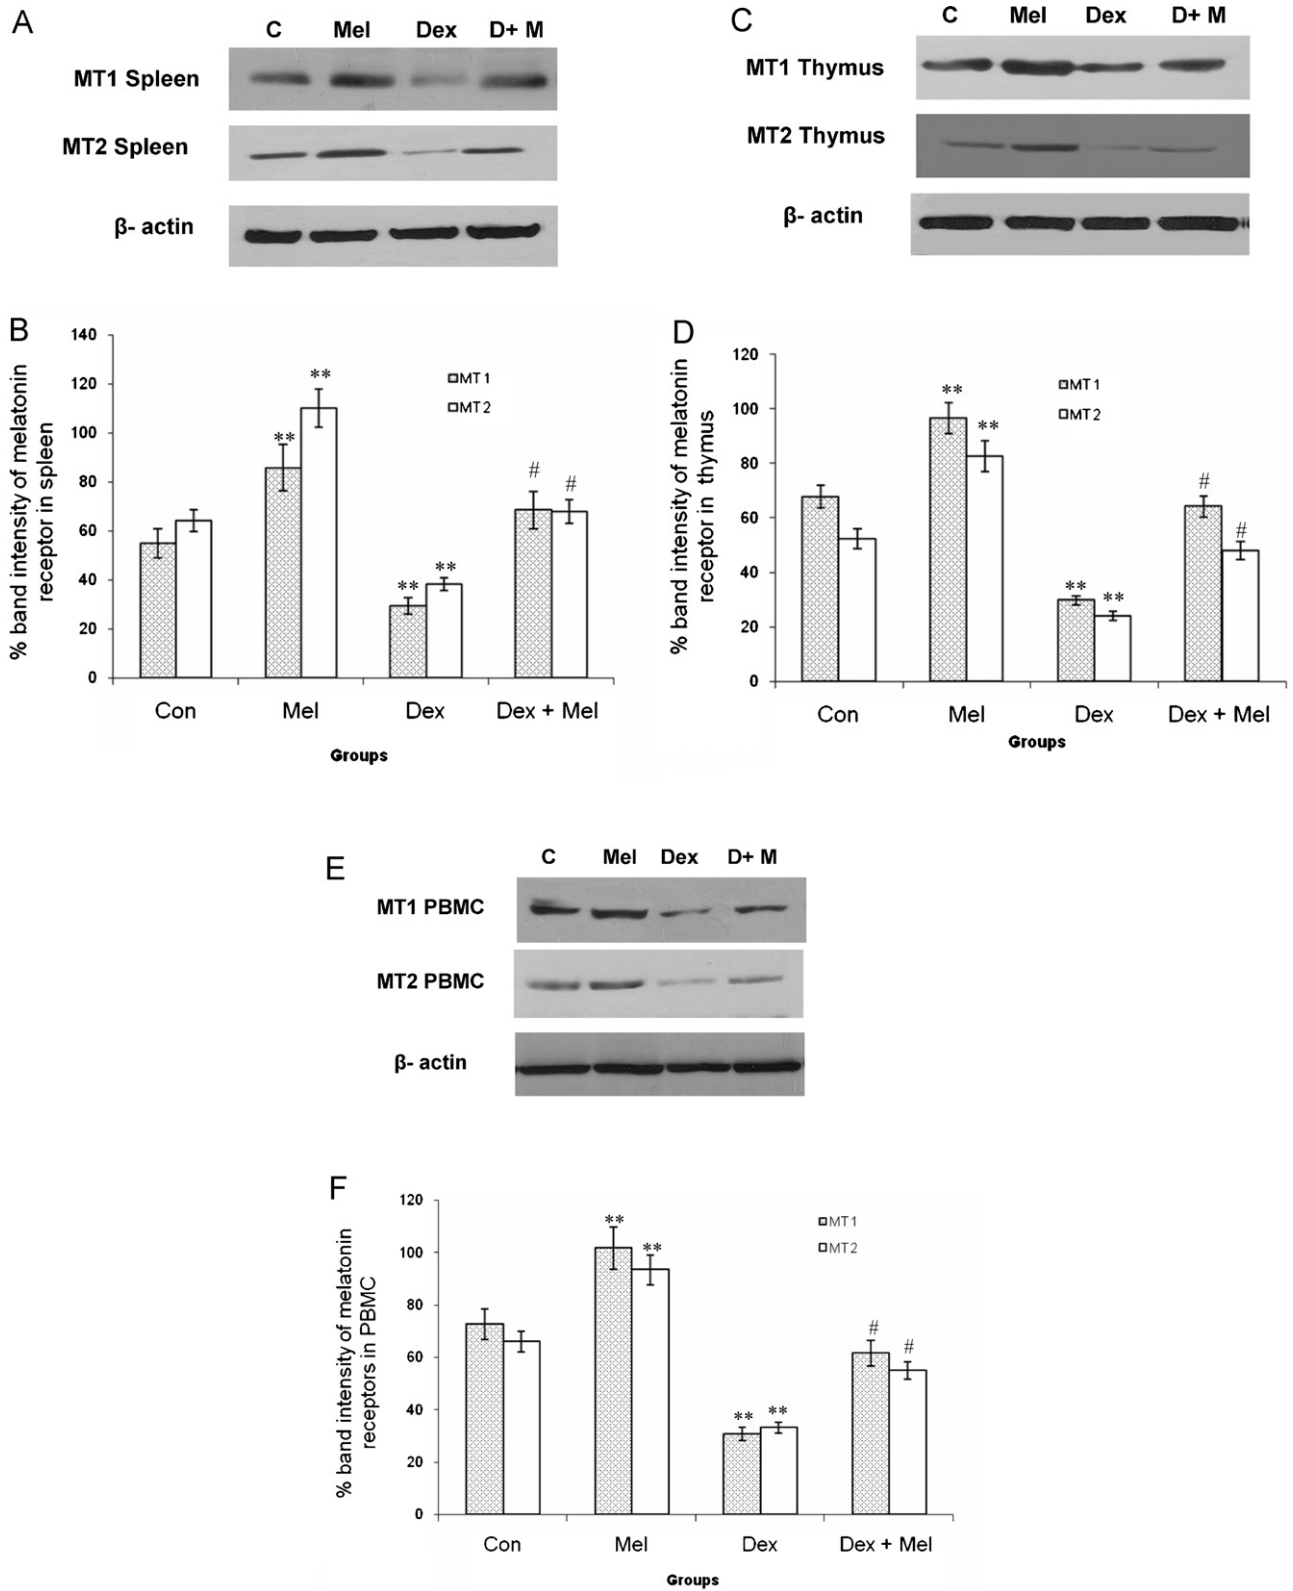 A
C Mel Dex D+ M
MT1 Spleen
MT2 Spleen
β- actin
C
C Mel Dex D+ M
MT1 Thymus
MT2 Thymus
β- actin
B
% band intensity of melatonin
receptor in spleen
140
120
100
80
60
40
20
0
MT1
MT2
** ** ** ** # #
Con Mel Dex Dex + Mel
Groups
D
% band intensity of melatonin
receptor in thymus
120
100
80
60
40
20
0
MT1
MT2
** ** ** ** # #
Con Mel Dex Dex + Mel
Groups
E
C Mel Dex D+ M
MT1 PBMC
MT2 PBMC
β- actin
F
% band intensity of melatonin
receptors in PBMC
120
100
80
60
40
20
0
MT1
MT2
** ** ** ** # #
Con Mel Dex Dex + Mel
Groups